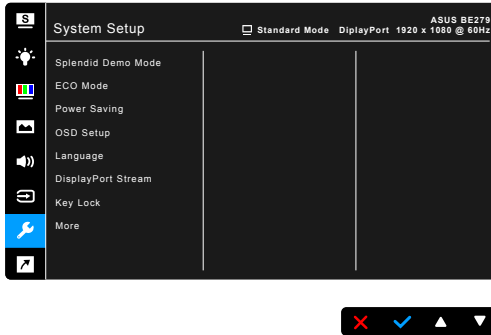 S
System Setup
Standard Mode DiplayPort 1920 x 1080 @ 60Hz
ASUS BE279
Splendid Demo Mode
ECO Mode
Power Saving
OSD Setup
Language
DisplayPort Stream
Key Lock
More